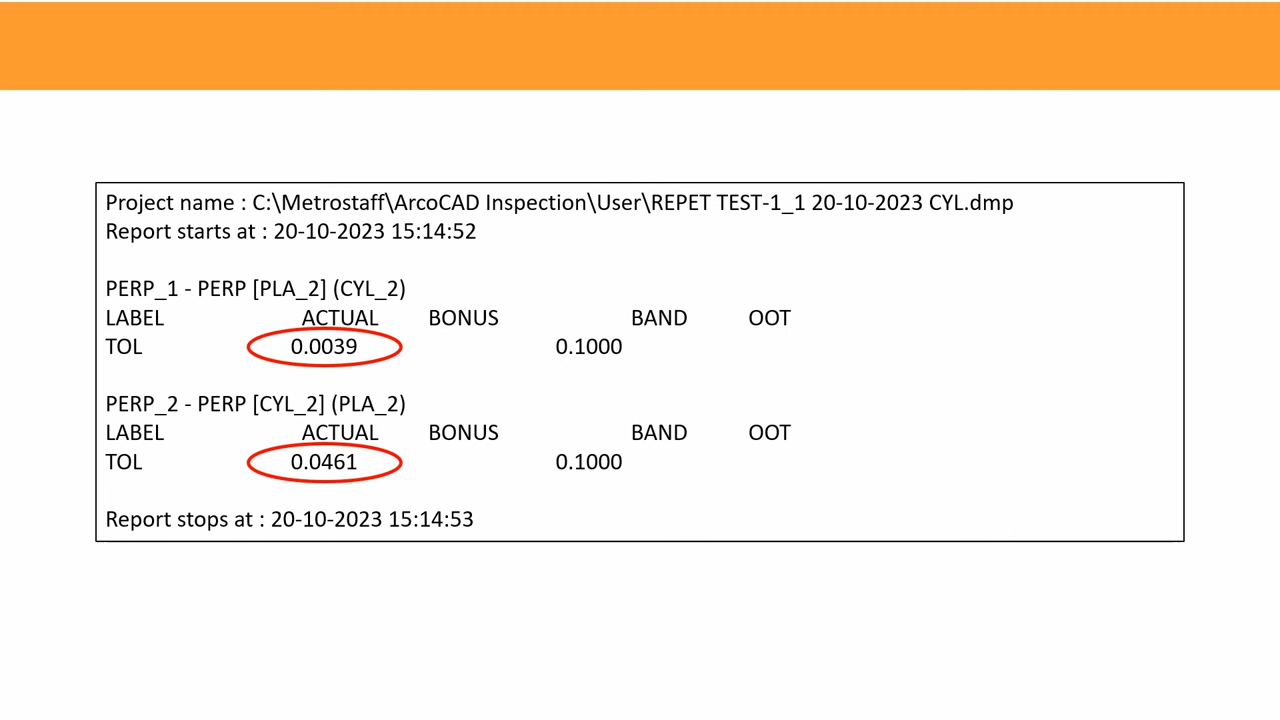 Project name : C:\Metrostaff\ArcoCAD Inspection\User\REPET TEST-1_1 20-10-2023 CYL.dmp
Report starts at : 20-10-2023 15:14:52
PERP_1 - PERP [PLA_2] (CYL_2)
LABEL ACTUAL BONUS BAND OOT
TOL 0.0039 0.1000
PERP_2 - PERP [CYL_2] (PLA_2)
LABEL ACTUAL BONUS BAND OOT
TOL 0.0461 0.1000
Report stops at : 20-10-2023 15:14:53